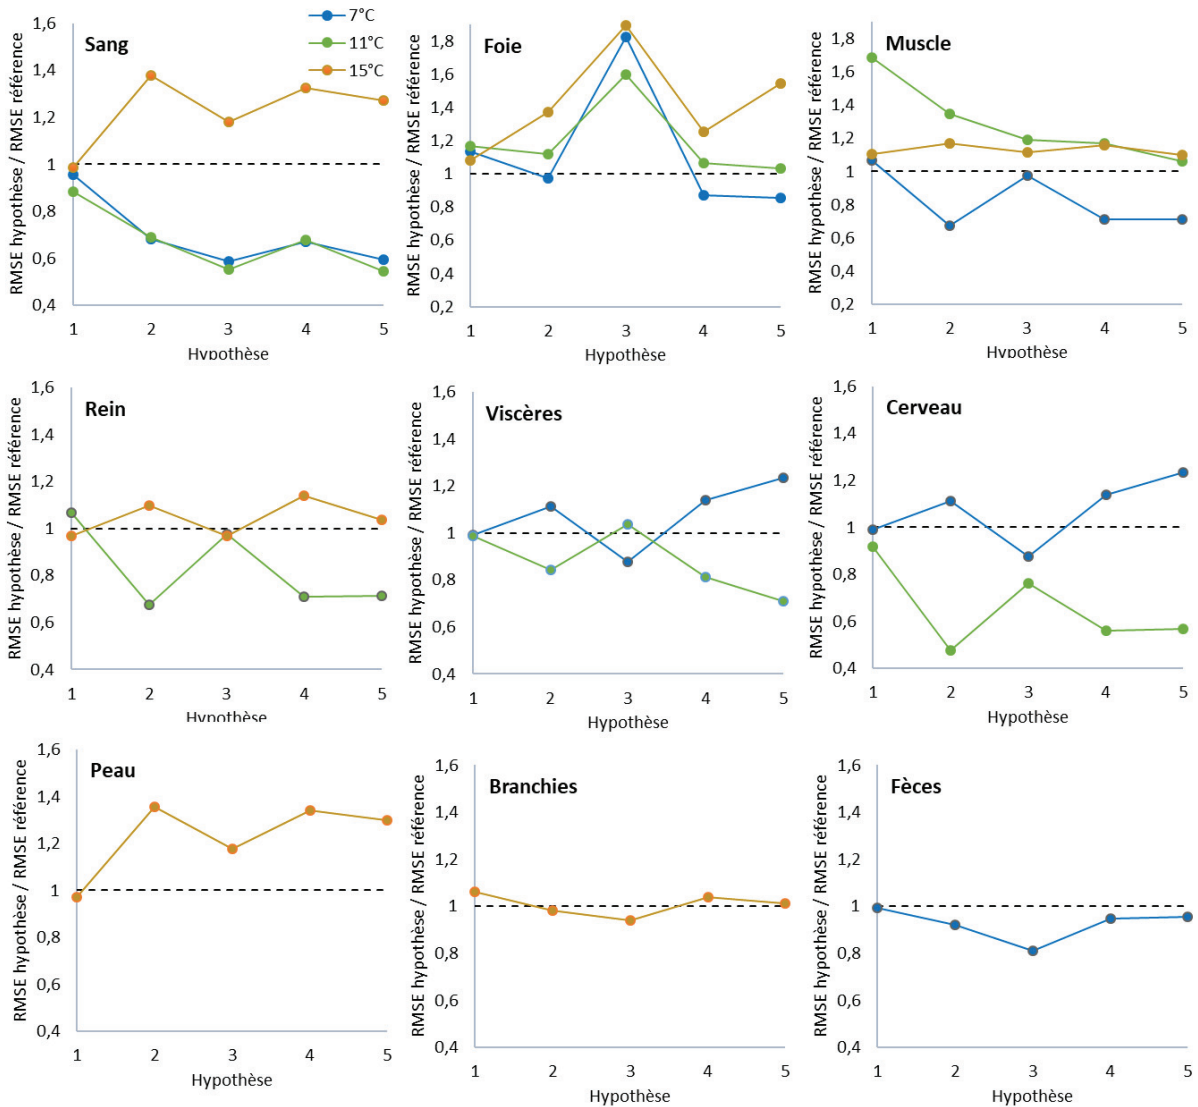 Sang
7°C
11°C
15°C
RMSE hypothèse / RMSE référence
1,6
1,4
1,2
1
0,8
0,6
0,4
1 2 3 4 5
Hypothèse
Foie
RMSE hypothèse / RMSE référence
1,8
1,6
1,4
1,2
1
0,8
0,6
0,4
0,2
1 2 3 4 5
Hypothèse
Muscle
RMSE hypothèse / RMSE référence
1,8
1,6
1,4
1,2
1
0,8
0,6
0,4
0,2
1 2 3 4 5
Hypothèse
Rein
RMSE hypothèse / RMSE référence
1,6
1,4
1,2
1
0,8
0,6
0,4
1 2 3 4 5
Hypothèse
Viscères
RMSE hypothèse / RMSE référence
1,6
1,4
1,2
1
0,8
0,6
0,4
1 2 3 4 5
Hypothèse
Cerveau
RMSE hypothèse / RMSE référence
1,6
1,4
1,2
1
0,8
0,6
0,4
1 2 3 4 5
Hypothèse
Peau
RMSE hypothèse / RMSE référence
1,6
1,4
1,2
1
0,8
0,6
0,4
1 2 3 4 5
Hypothèse
Branchies
RMSE hypothèse / RMSE référence
1,6
1,4
1,2
1
0,8
0,6
0,4
1 2 3 4 5
Hypothèse
Fèces
RMSE hypothèse / RMSE référence
1,6
1,4
1,2
1
0,8
0,6
0,4
1 2 3 4 5
Hypothèse